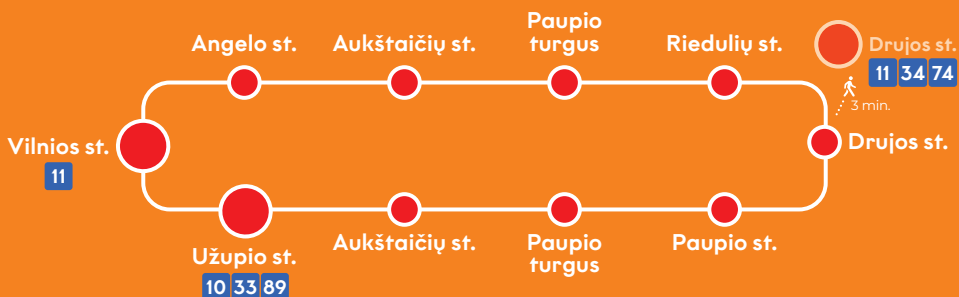 Angelo st.
Aukštaičių st.
Paupio
turgus
Riedulių st.
Drujos st.
11 34 74
3 min.
Vilnios st.
11
Drujos st.
Užupio st.
10 33 89
Aukštaičių st.
Paupio
turgus
Paupio st.